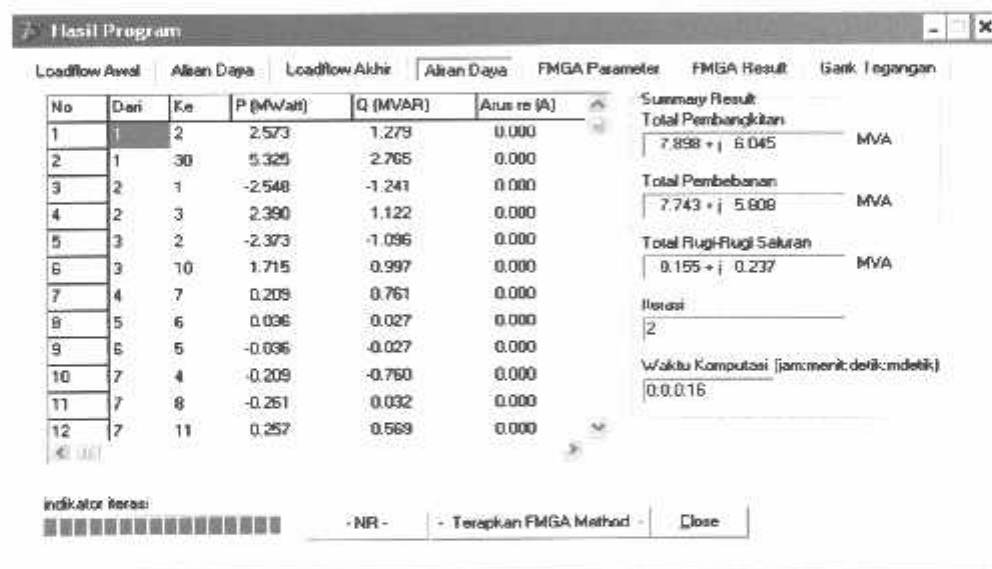 Hasil Program
Loadflow Awal Aliran Daya Loadflow Akhir Aliran Daya FMGA Parameter FMGA Result Garik Tegangan
No Dari Ke P (MWatt) Q (MVAR) Arus re (A)
1 1 2 2.573 1.279 0.000
2 1 30 5.325 2.765 0.000
3 2 1 -2.548 -1.241 0.000
4 2 3 2.390 1.122 0.000
5 3 2 -2.373 -1.096 0.000
6 3 10 1.715 0.997 0.000
7 4 7 0.209 0.761 0.000
8 5 6 0.036 0.027 0.000
9 6 5 -0.036 -0.027 0.000
10 7 4 -0.209 -0.760 0.000
11 7 8 -0.261 0.032 0.000
12 7 11 0.257 0.569 0.000
Summary Result
Total Pembangkitan
7.898 + j 6.045 MVA
Total Pembebanan
7.743 + j 5.808 MVA
Total Rugi-Rugi Saluran
0.155 + j 0.237 MVA
Iterasi
2
Waktu Komputasi (jam:menit:detik:mdetik)
0:0:0:16
indikator iterasi
- NR - - Terapkan FMGA Method - Close